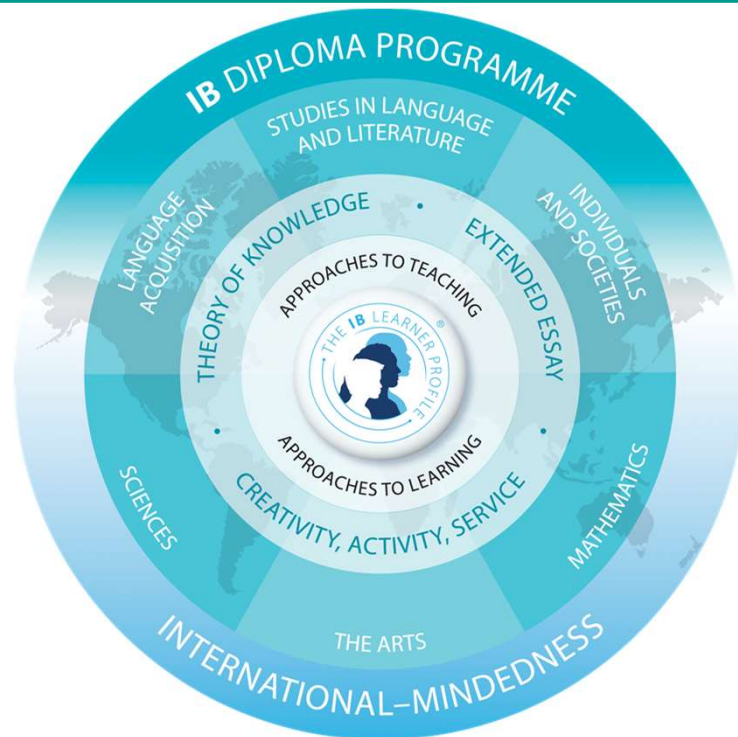 IB DIPLOMA PROGRAMME
STUDIES IN LANGUAGE
AND LITERATURE
LANGUAGE
ACQUISITION
INDIVIDUALS
AND SOCIETIES
THEORY OF KNOWLEDGE
·
EXTENDED ESSAY
APPROACHES TO TEACHING
THE IB LEARNER PROFILE
®
APPROACHES TO LEARNING
·
·
CREATIVITY, ACTIVITY, SERVICE
SCIENCES
MATHEMATICS
THE ARTS
INTERNATIONAL–MINDEDNESS